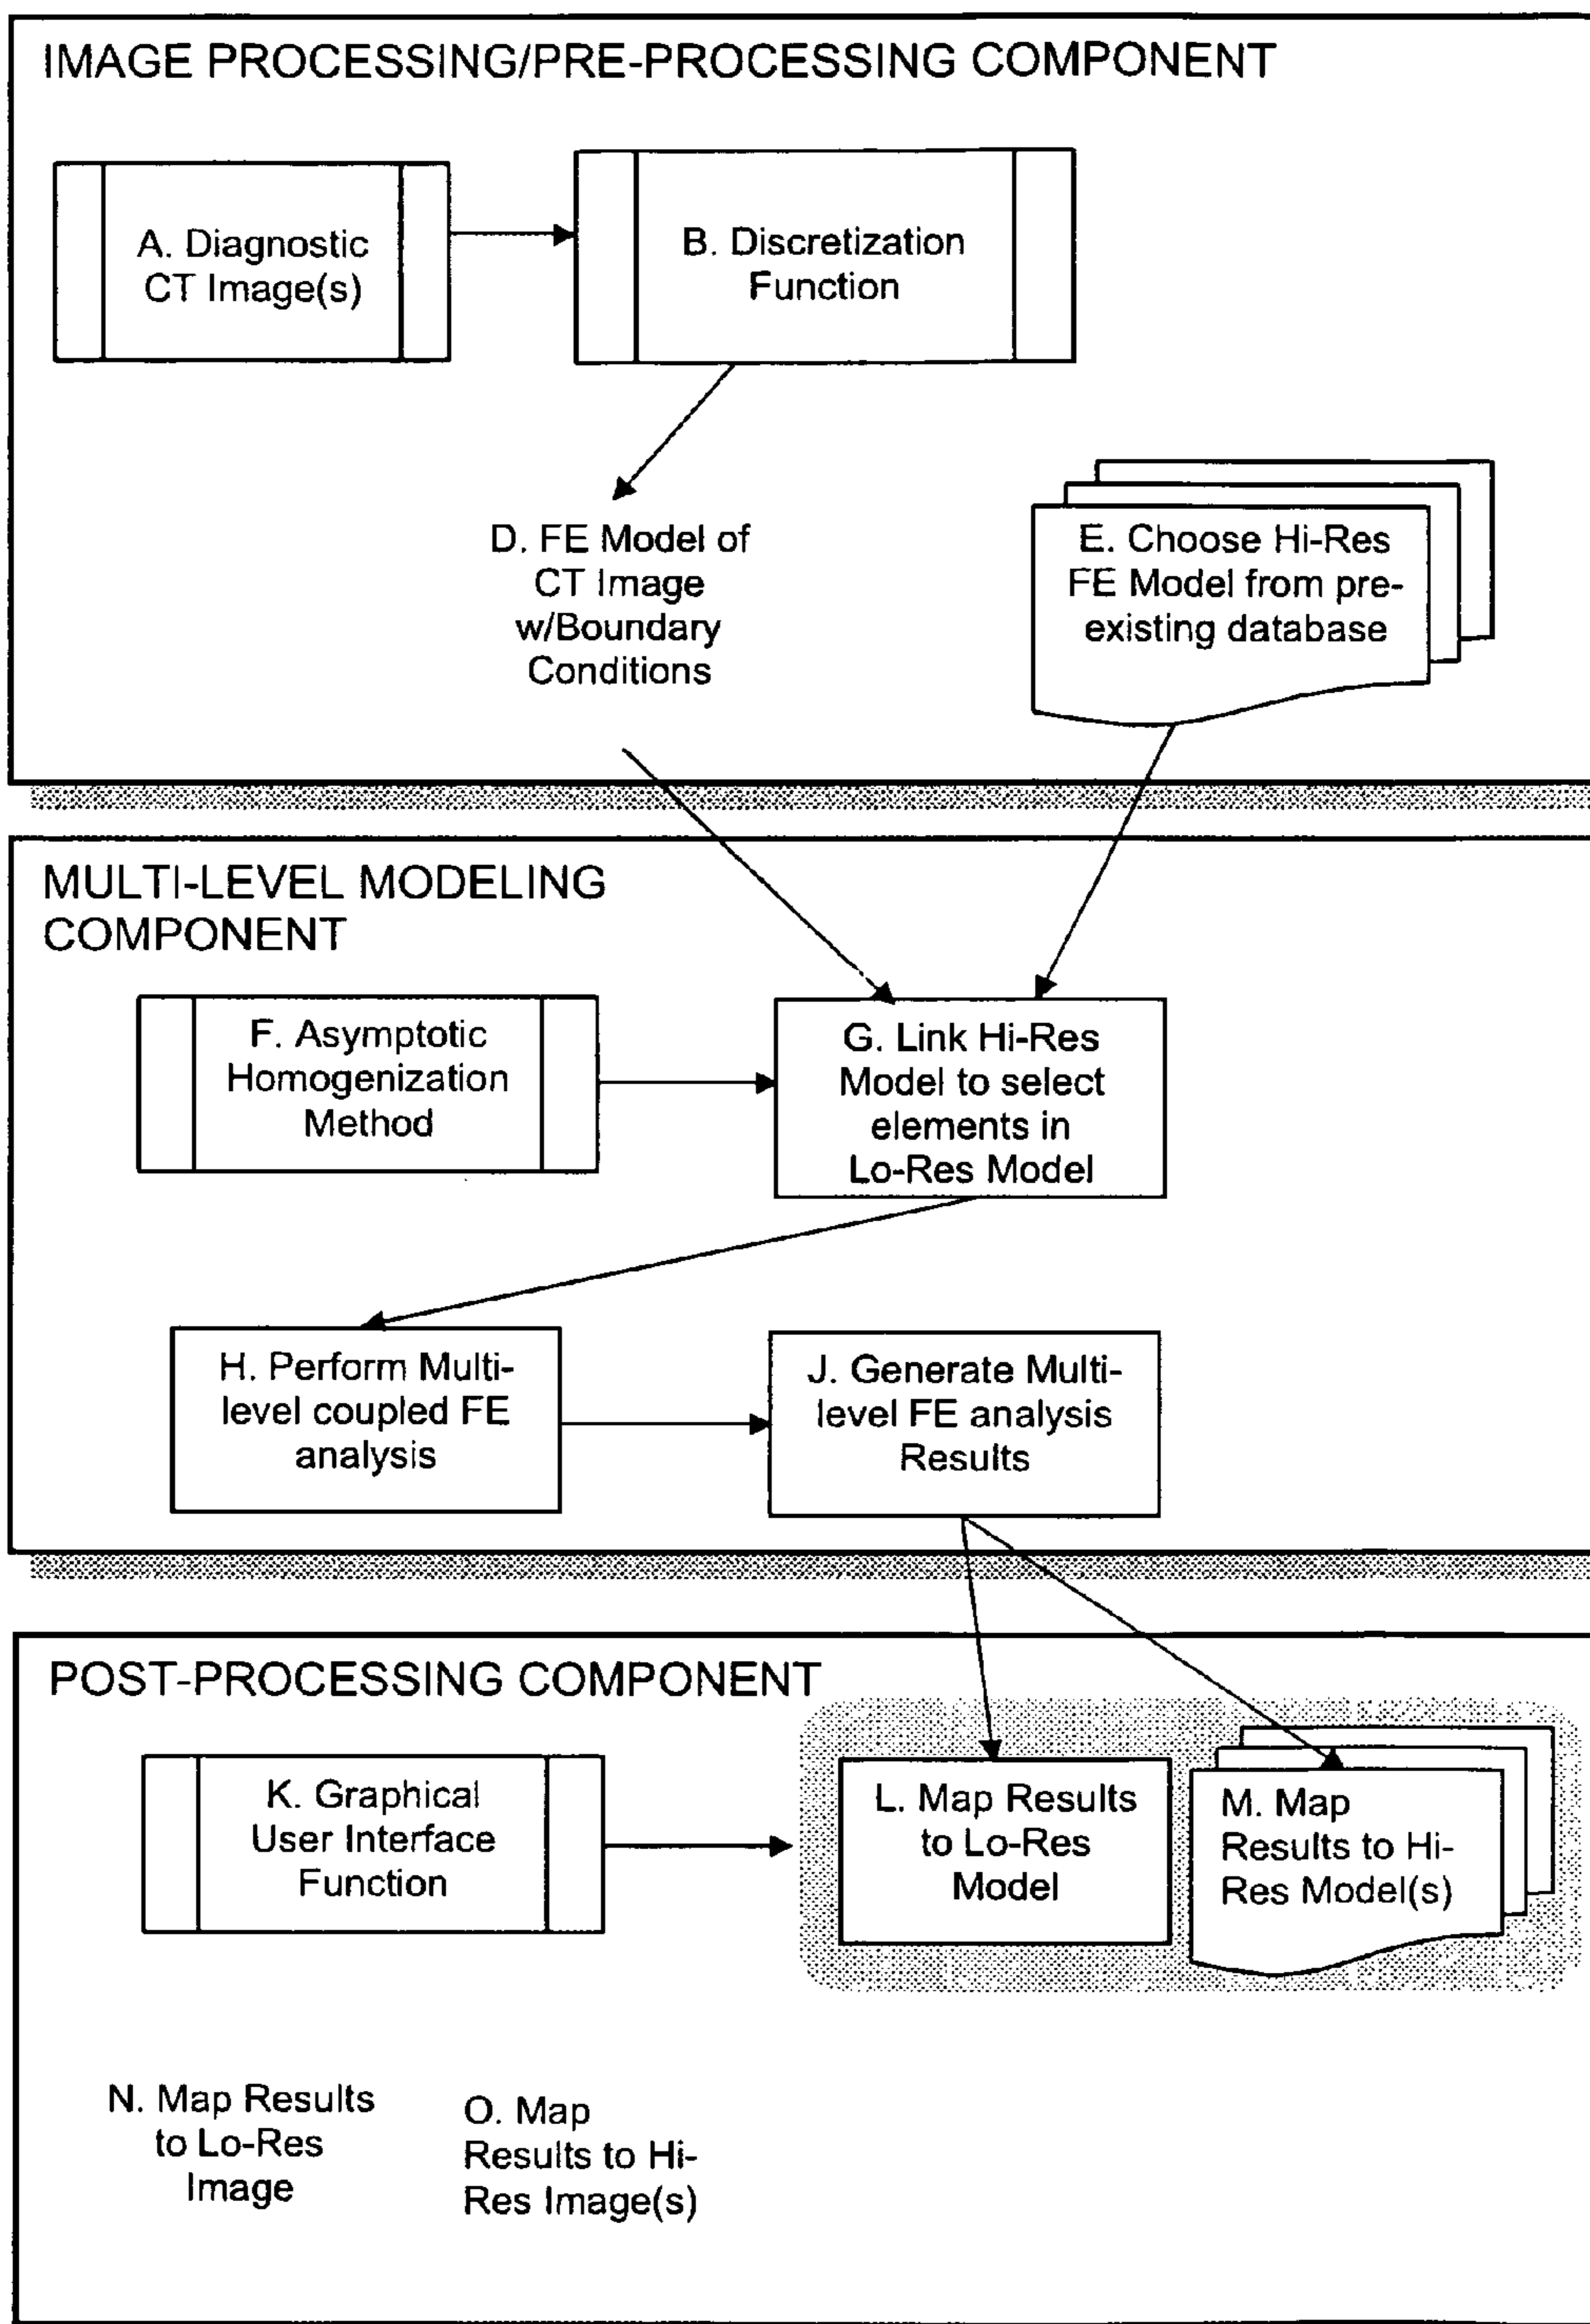 IMAGE PROCESSING/PRE-PROCESSING COMPONENT
A. Diagnostic
CT Image(s)
B. Discretization
Function
D. FE Model of
CT Image
w/Boundary
Conditions
E. Choose Hi-Res
FE Model from pre-
existing database
MULTI-LEVEL MODELING
COMPONENT
F. Asymptotic
Homogenization
Method
G. Link Hi-Res
Model to select
elements in
Lo-Res Model
H. Perform Multi-
level coupled FE
analysis
J. Generate Multi-
level FE analysis
Results
POST-PROCESSING COMPONENT
K. Graphical
User Interface
Function
L. Map Results
to Lo-Res
Model
M. Map
Results to Hi-
Res Model(s)
N. Map Results
to Lo-Res
Image
O. Map
Results to Hi-
Res Image(s)